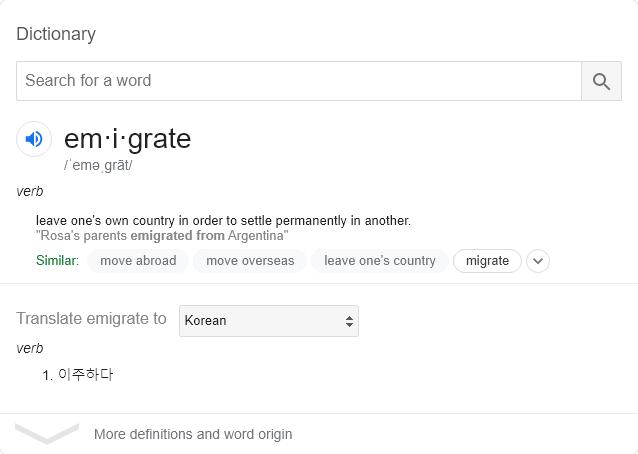 Dictionary
Search for a word
em·i·grate
/ˈeməˌɡrāt/
verb
leave one's own country in order to settle permanently in another.
"Rosa's parents emigrated from Argentina"
Similar: move abroad move overseas leave one's country migrate
Translate emigrate to Korean
verb
1. 이주하다
More definitions and word origin